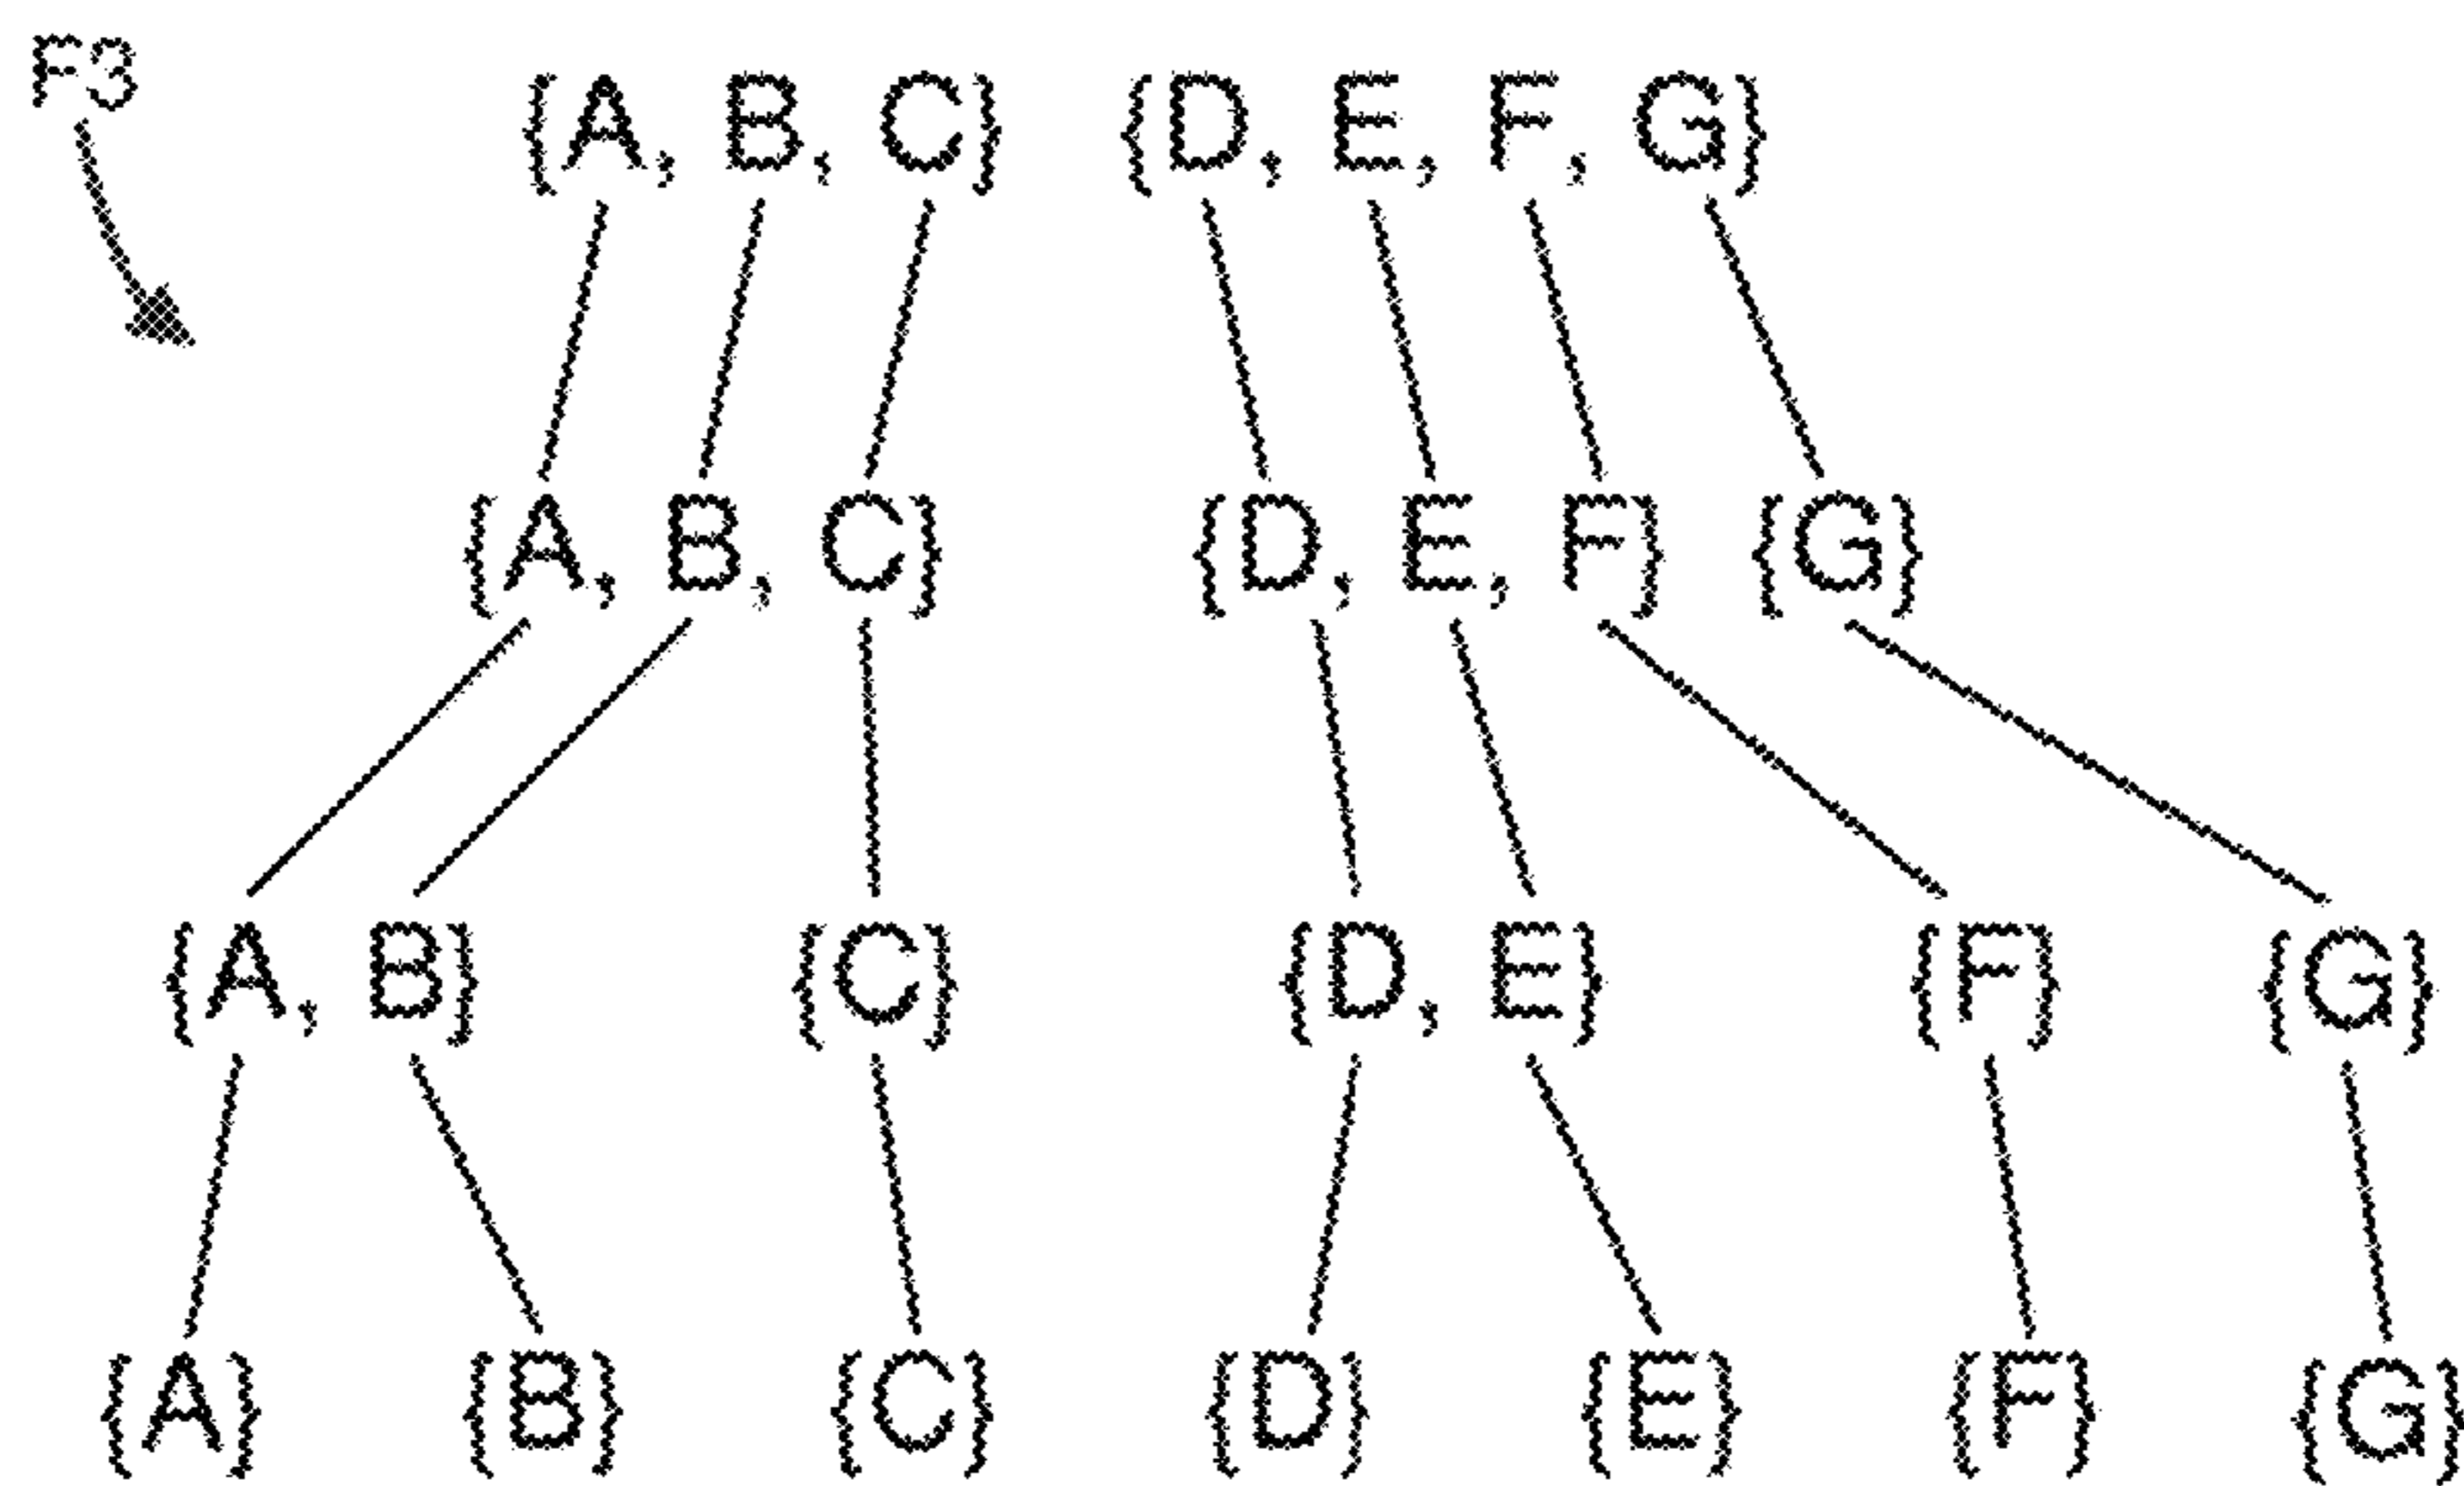 F3
{A, B, C} {D, E, F, G}
{A, B, C} {D, E, F} {G}
{A, B} {C} {D, E} {F} {G}
{A} {B} {C} {D} {E} {F} {G}